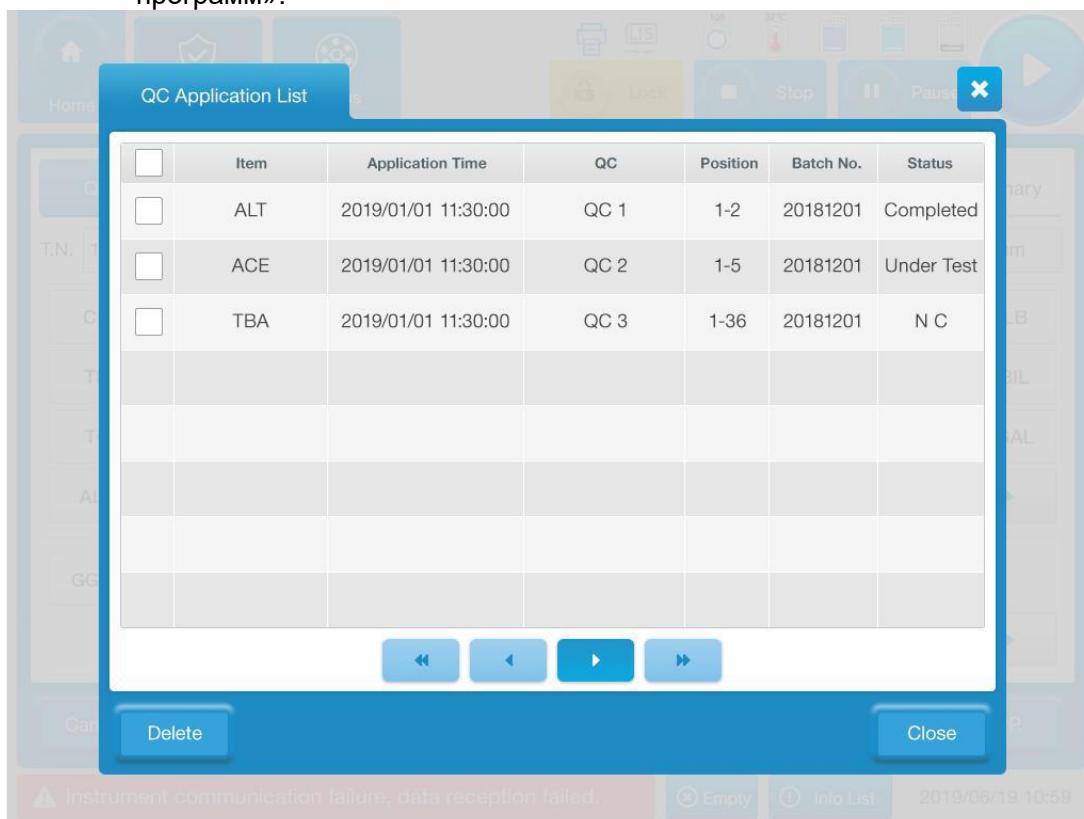 программ».
LIS
Home
Lock
Stop
Pause
QC Application List
Item Application Time QC Position Batch No. Status
ALT 2019/01/01 11:30:00 QC 1 1-2 20181201 Completed
ACE 2019/01/01 11:30:00 QC 2 1-5 20181201 Under Test
TBA 2019/01/01 11:30:00 QC 3 1-36 20181201 N C
T.N.
GG
Delete
Close
Instrument communication failure, data reception failed.
Empty
Info List
2019/06/19 10:59